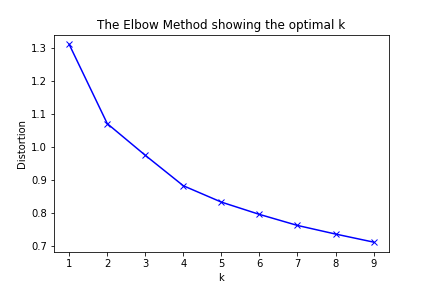 The Elbow Method showing the optimal k
1.3
1.2
1.1
1.0
0.9
0.8
0.7
Distortion
1 2 3 4 5 6 7 8 9
k